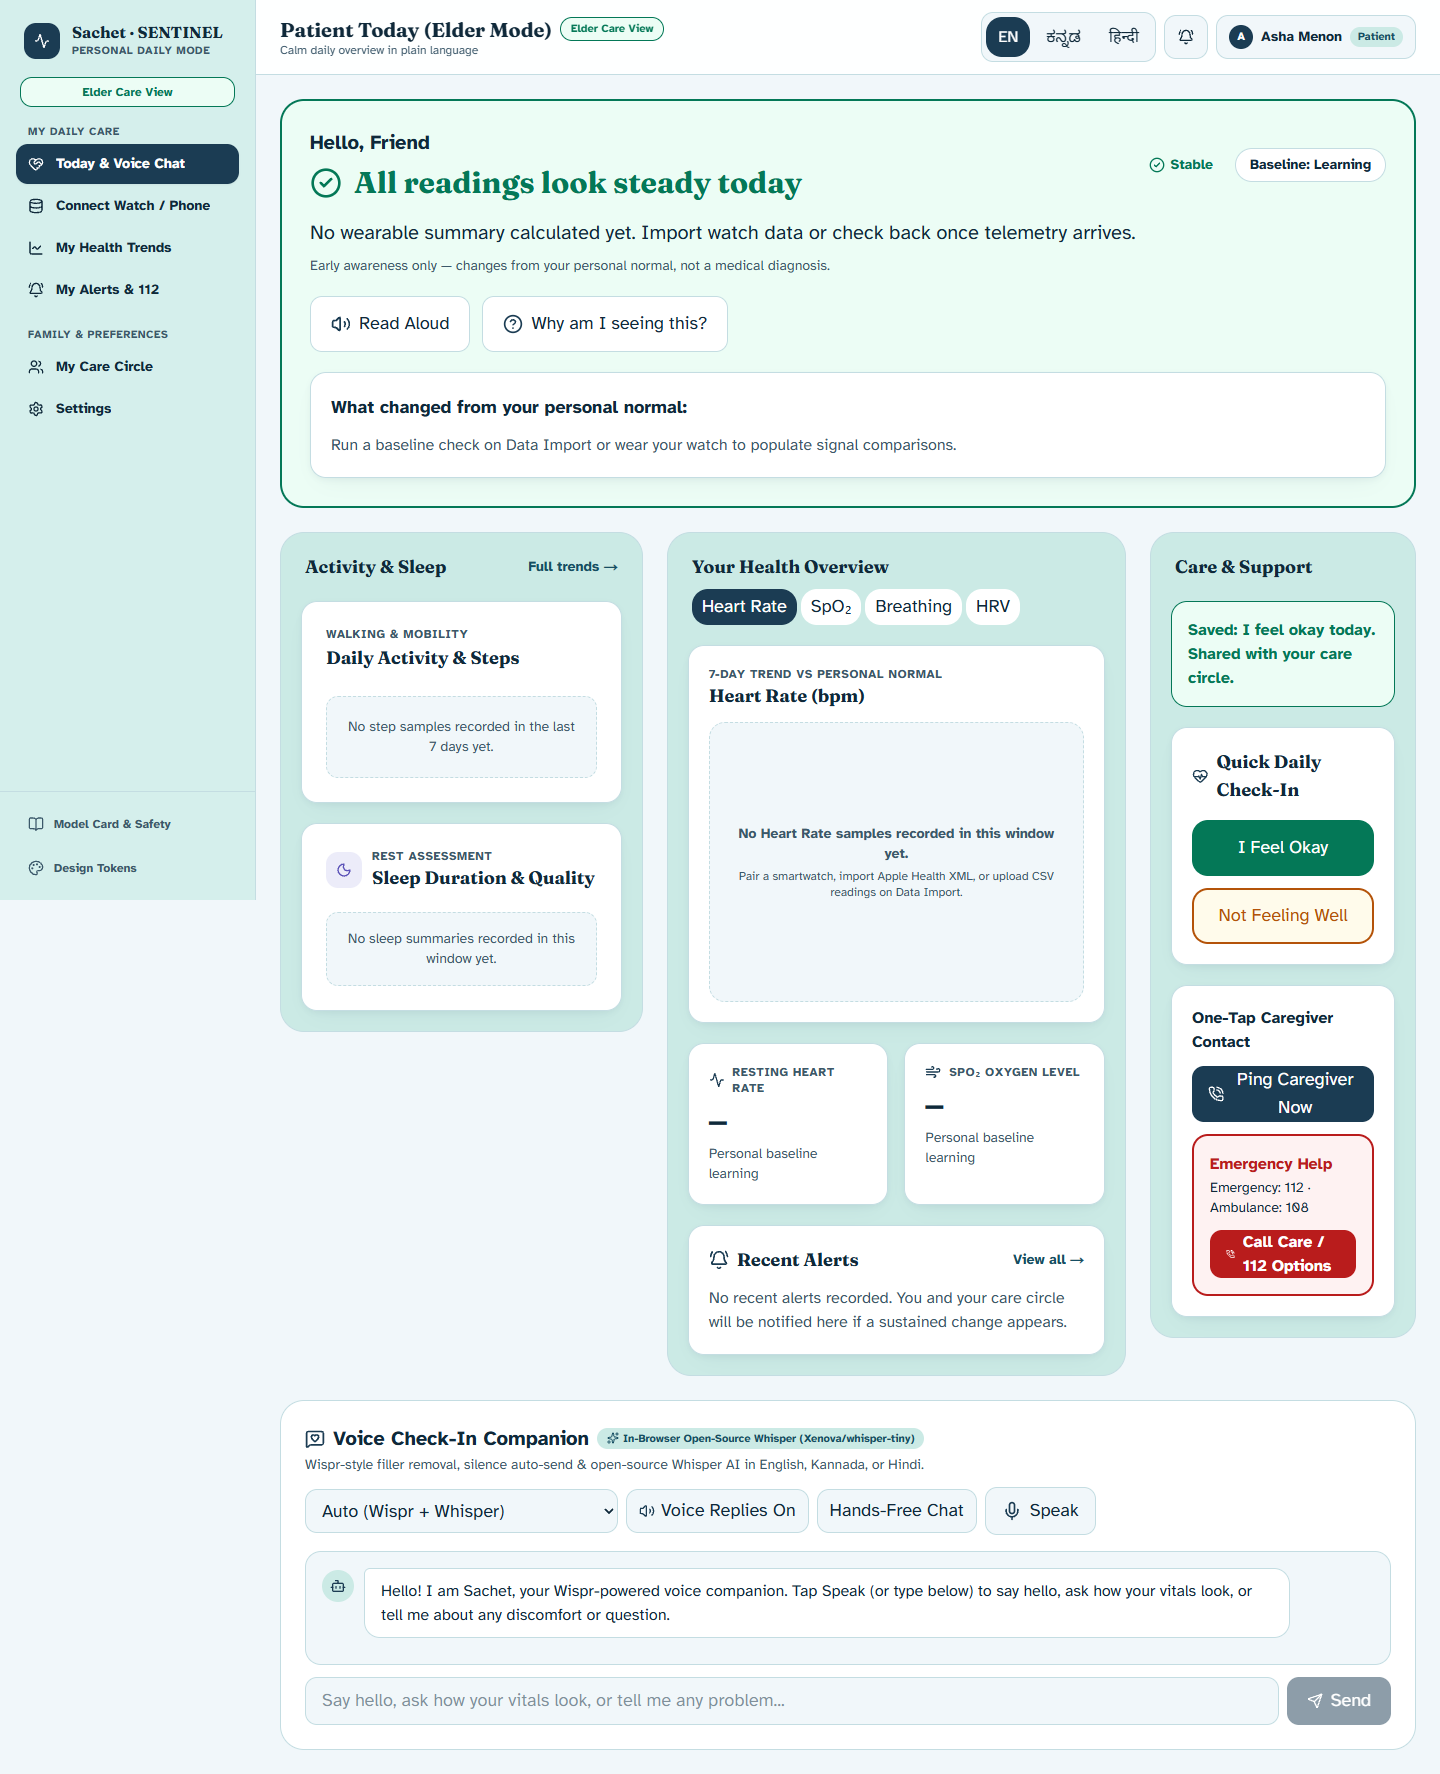 Sachet · SENTINEL
PERSONAL DAILY MODE
Elder Care View
MY DAILY CARE
Today & Voice Chat
Connect Watch / Phone
My Health Trends
My Alerts & 112
FAMILY & PREFERENCES
My Care Circle
Settings
Model Card & Safety
Design Tokens
Patient Today (Elder Mode)
Elder Care View
Calm daily overview in plain language
EN
ಕನ್ನಡ
हिन्दी
A
Asha Menon
Patient
Hello, Friend
All readings look steady today
Stable
Baseline: Learning
No wearable summary calculated yet. Import watch data or check back once telemetry arrives.
Early awareness only — changes from your personal normal, not a medical diagnosis.
Read Aloud
Why am I seeing this?
What changed from your personal normal:
Run a baseline check on Data Import or wear your watch to populate signal comparisons.
Activity & Sleep
Full trends →
WALKING & MOBILITY
Daily Activity & Steps
No step samples recorded in the last
7 days yet.
REST ASSESSMENT
Sleep Duration & Quality
No sleep summaries recorded in this
window yet.
Your Health Overview
Heart Rate
SpO₂
Breathing
HRV
7-DAY TREND VS PERSONAL NORMAL
Heart Rate (bpm)
No Heart Rate samples recorded in this window
yet.
Pair a smartwatch, import Apple Health XML, or upload CSV
readings on Data Import.
RESTING HEART
RATE
—
Personal baseline
learning
SPO₂ OXYGEN LEVEL
—
Personal baseline
learning
Recent Alerts
View all →
No recent alerts recorded. You and your care circle
will be notified here if a sustained change appears.
Care & Support
Saved: I feel okay today.
Shared with your care
circle.
Quick Daily
Check-In
I Feel Okay
Not Feeling Well
One-Tap Caregiver
Contact
Ping Caregiver
Now
Emergency Help
Emergency: 112 ·
Ambulance: 108
Call Care /
112 Options
Voice Check-In Companion
In-Browser Open-Source Whisper (Xenova/whisper-tiny)
Wispr-style filler removal, silence auto-send & open-source Whisper AI in English, Kannada, or Hindi.
Auto (Wispr + Whisper)
Voice Replies On
Hands-Free Chat
Speak
Hello! I am Sachet, your Wispr-powered voice companion. Tap Speak (or type below) to say hello, ask how your vitals look, or
tell me about any discomfort or question.
Say hello, ask how your vitals look, or tell me any problem...
Send